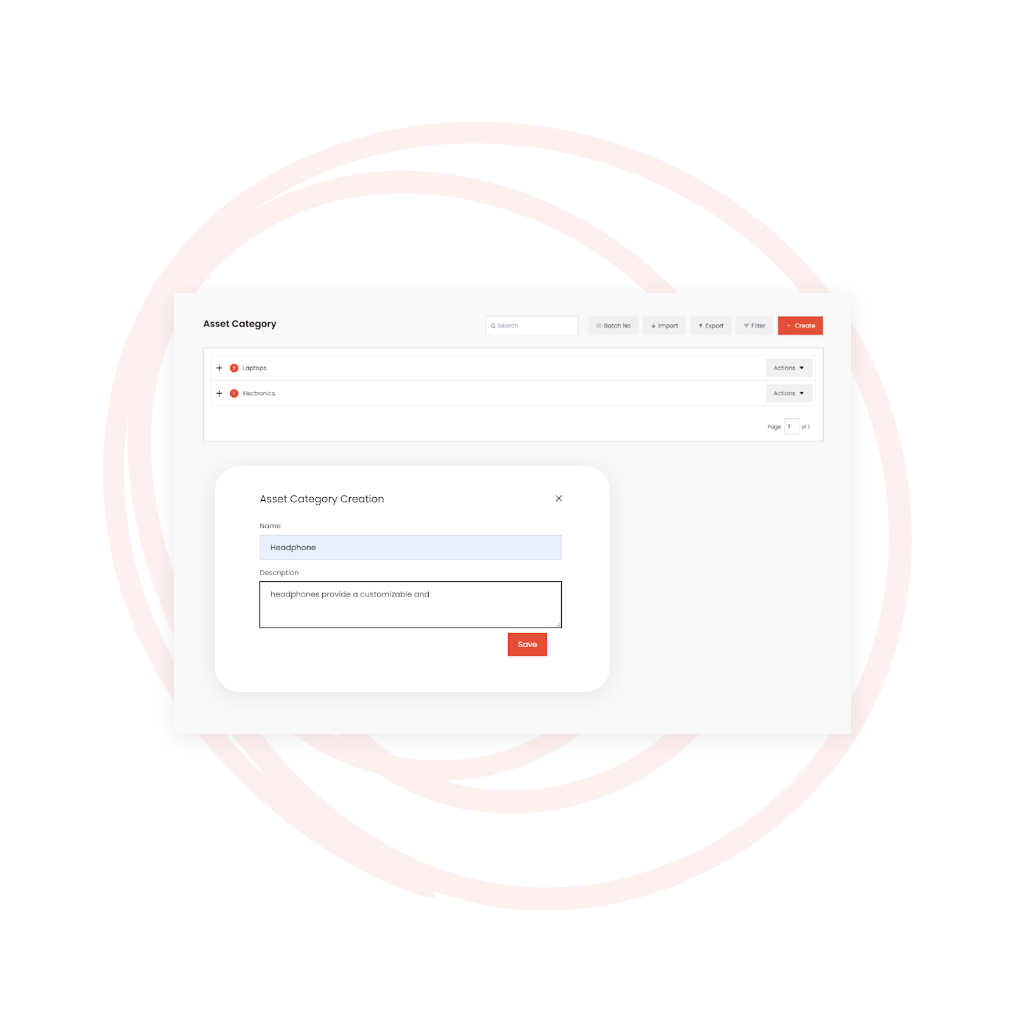 Asset Category
Search
Batch No
Import
Export
Filter
+ Create
+ Laptops
Actions
+ 1 Electronics
Actions
Page 1 of 1
Asset Category Creation
Name
Headphone
Description
headphones provide a customizable and
Save